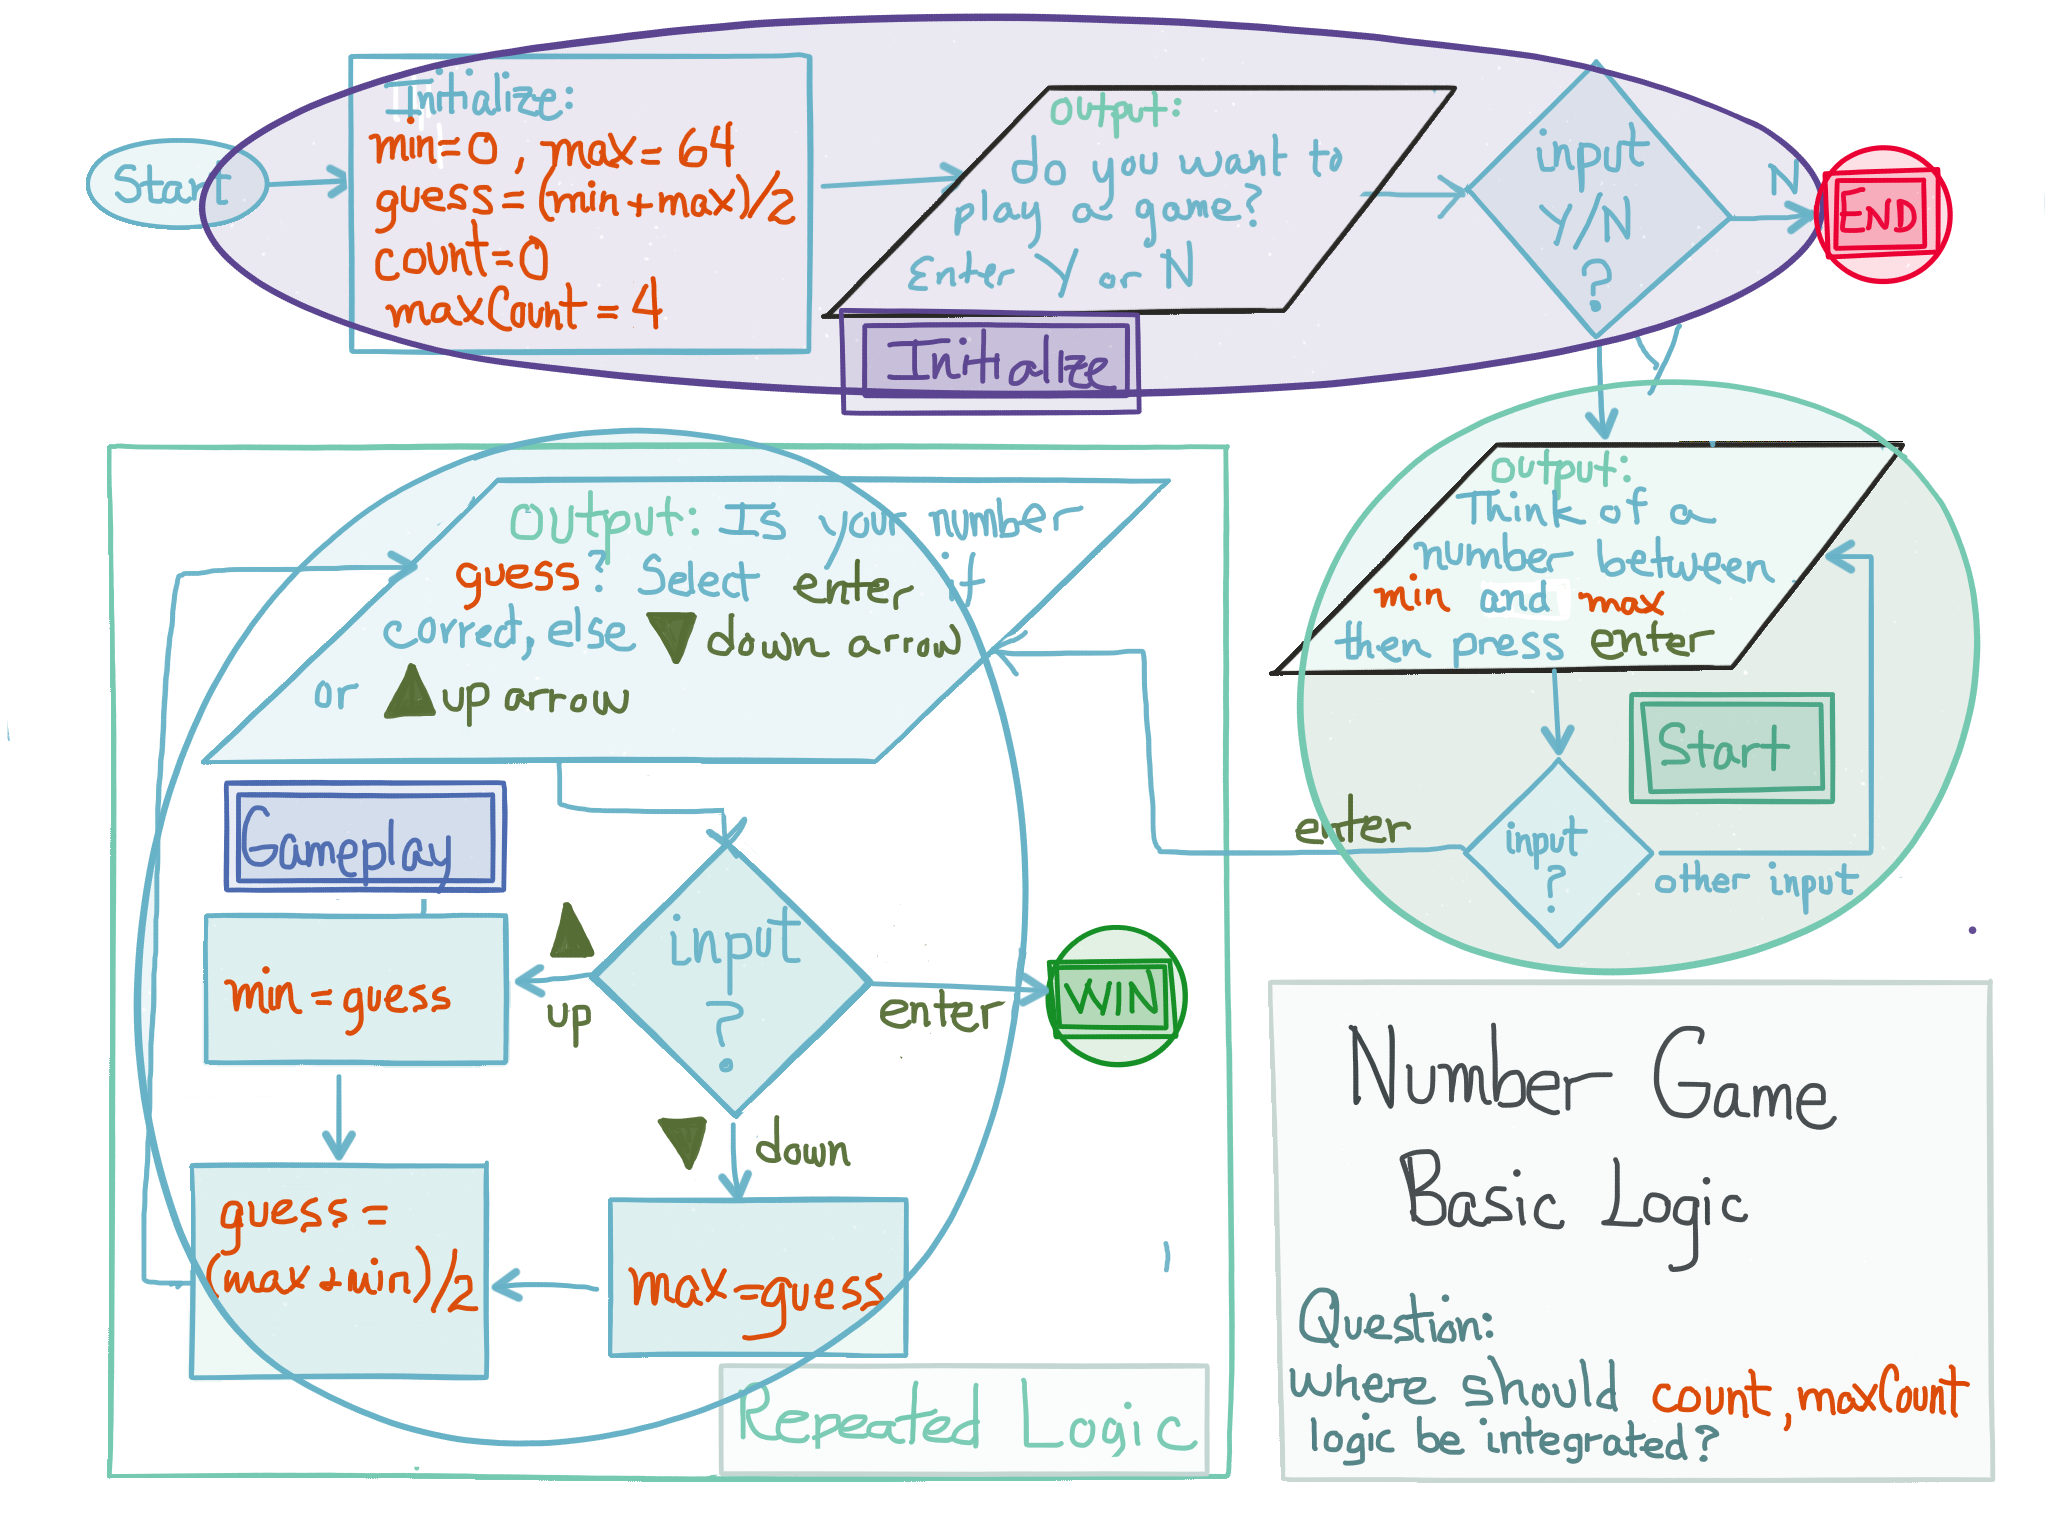 Start
Initialize:
min=0, max=64
guess=(min+max)/2
count=0
maxCount=4
output:
do you want to
play a game?
Enter Y or N
input
Y/N
?
N
END
Initialize
Y
output:
Think of a
number between
min and max
then press enter
Start
input
?
enter
other input
Output: Is your number
guess? Select enter if
correct, else ▼ down arrow
or ▲ up arrow
Gameplay
input
?
▲
up
enter
WIN
▼ down
min=guess
guess=
(max+min)/2
max=guess
Repeated Logic
Number Game
Basic Logic
Question:
where should count, maxCount
logic be integrated?